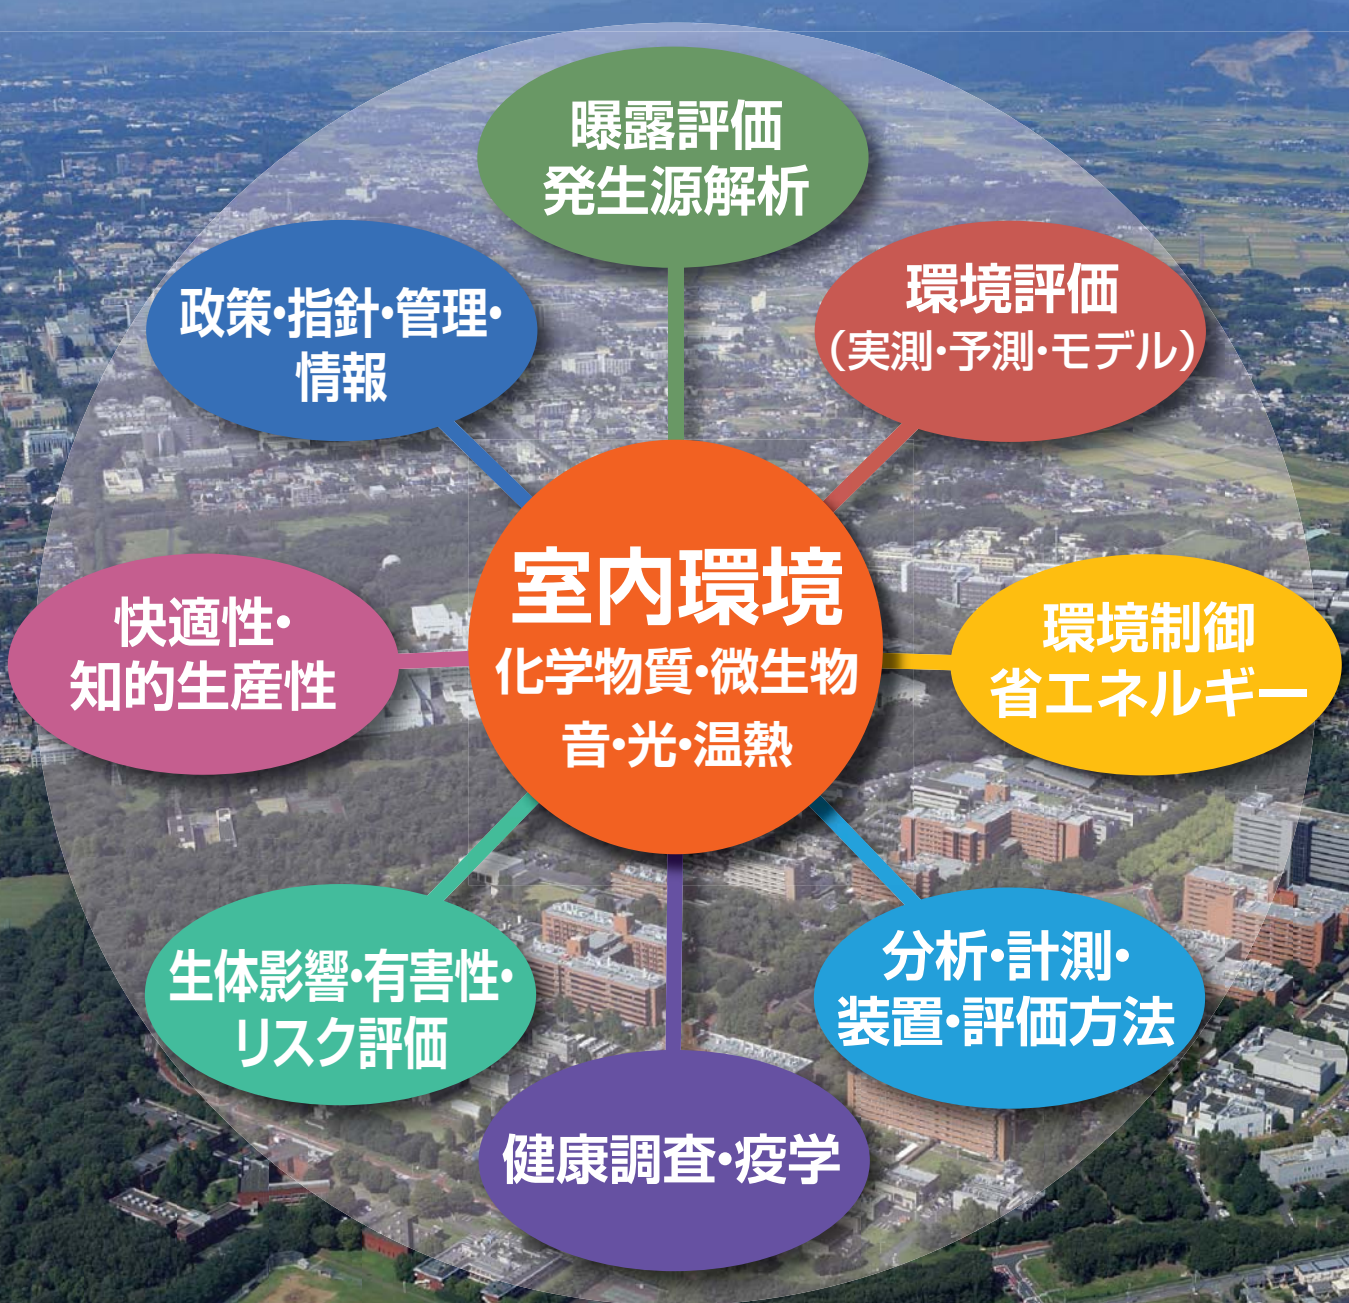 曝露評価
発生源解析
環境評価
（実測・予測・モデル）
政策・指針・管理・
情報
室内環境
化学物質・微生物
音・光・温熱
快適性・
知的生産性
環境制御
省エネルギー
生体影響・有害性・
リスク評価
分析・計測・
装置・評価方法
健康調査・疫学